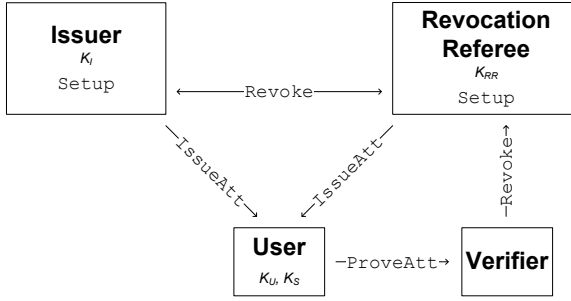 Issuer
K_I
Setup
Revocation
Referee
K_RR
Setup
Revoke
IssueAtt
IssueAtt
Revoke
User
K_U, K_S
ProveAtt
Verifier